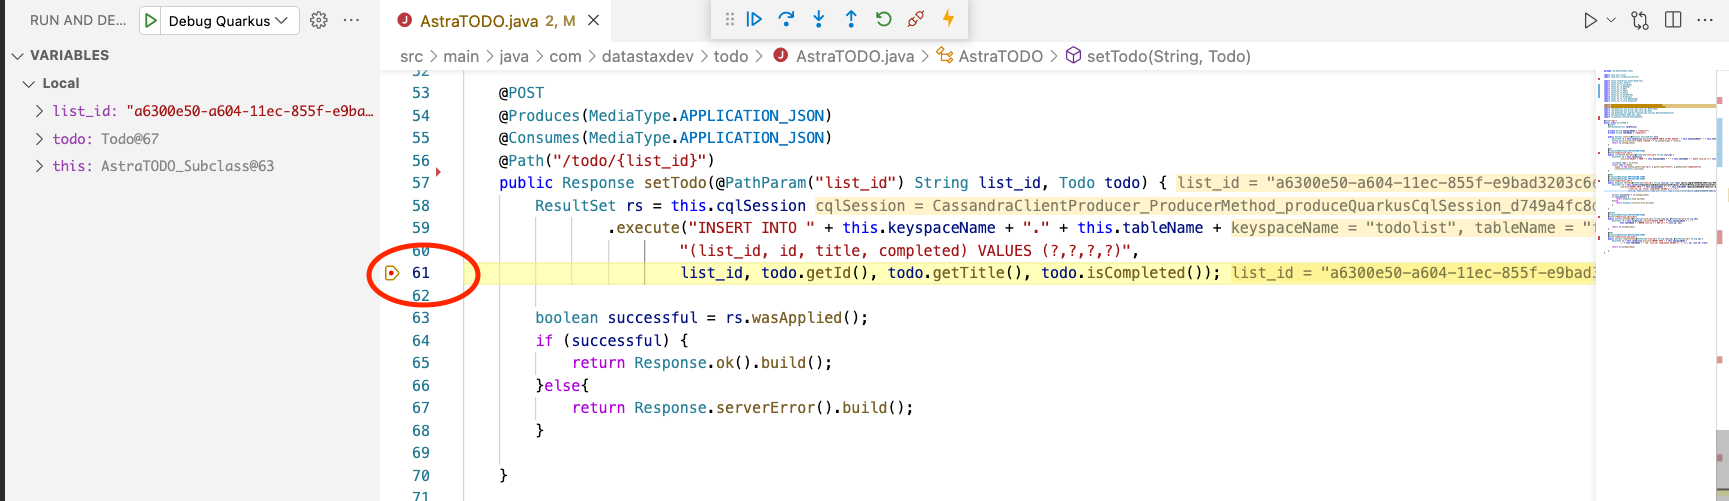 RUN AND DE... Debug Quarkus ...
AstraTODO.java 2, M
VARIABLES
Local
list_id: "a6300e50-a604-11ec-855f-e9ba…
todo: Todo@67
this: AstraTODO_Subclass@63
src > main > java > com > datastaxdev > todo > AstraTODO.java > AstraTODO > setTodo(String, Todo)
52
53 @POST
54 @Produces(MediaType.APPLICATION_JSON)
55 @Consumes(MediaType.APPLICATION_JSON)
56 @Path("/todo/{list_id}")
57 public Response setTodo(@PathParam("list_id") String list_id, Todo todo) { list_id = "a6300e50-a604-11ec-855f-e9bad3203c6e
58 ResultSet rs = this.cqlSession cqlSession = CassandraClientProducer_ProducerMethod_produceQuarkusCqlSession_d749a4fc8c
59 .execute("INSERT INTO " + this.keyspaceName + "." + this.tableName + keyspaceName = "todolist", tableName = "t
60 "(list_id, id, title, completed) VALUES (?,?,?,?)",
61 list_id, todo.getId(), todo.getTitle(), todo.isCompleted()); list_id = "a6300e50-a604-11ec-855f-e9bad3
62
63 boolean successful = rs.wasApplied();
64 if (successful) {
65 return Response.ok().build();
66 }else{
67 return Response.serverError().build();
68 }
69
70 }
71